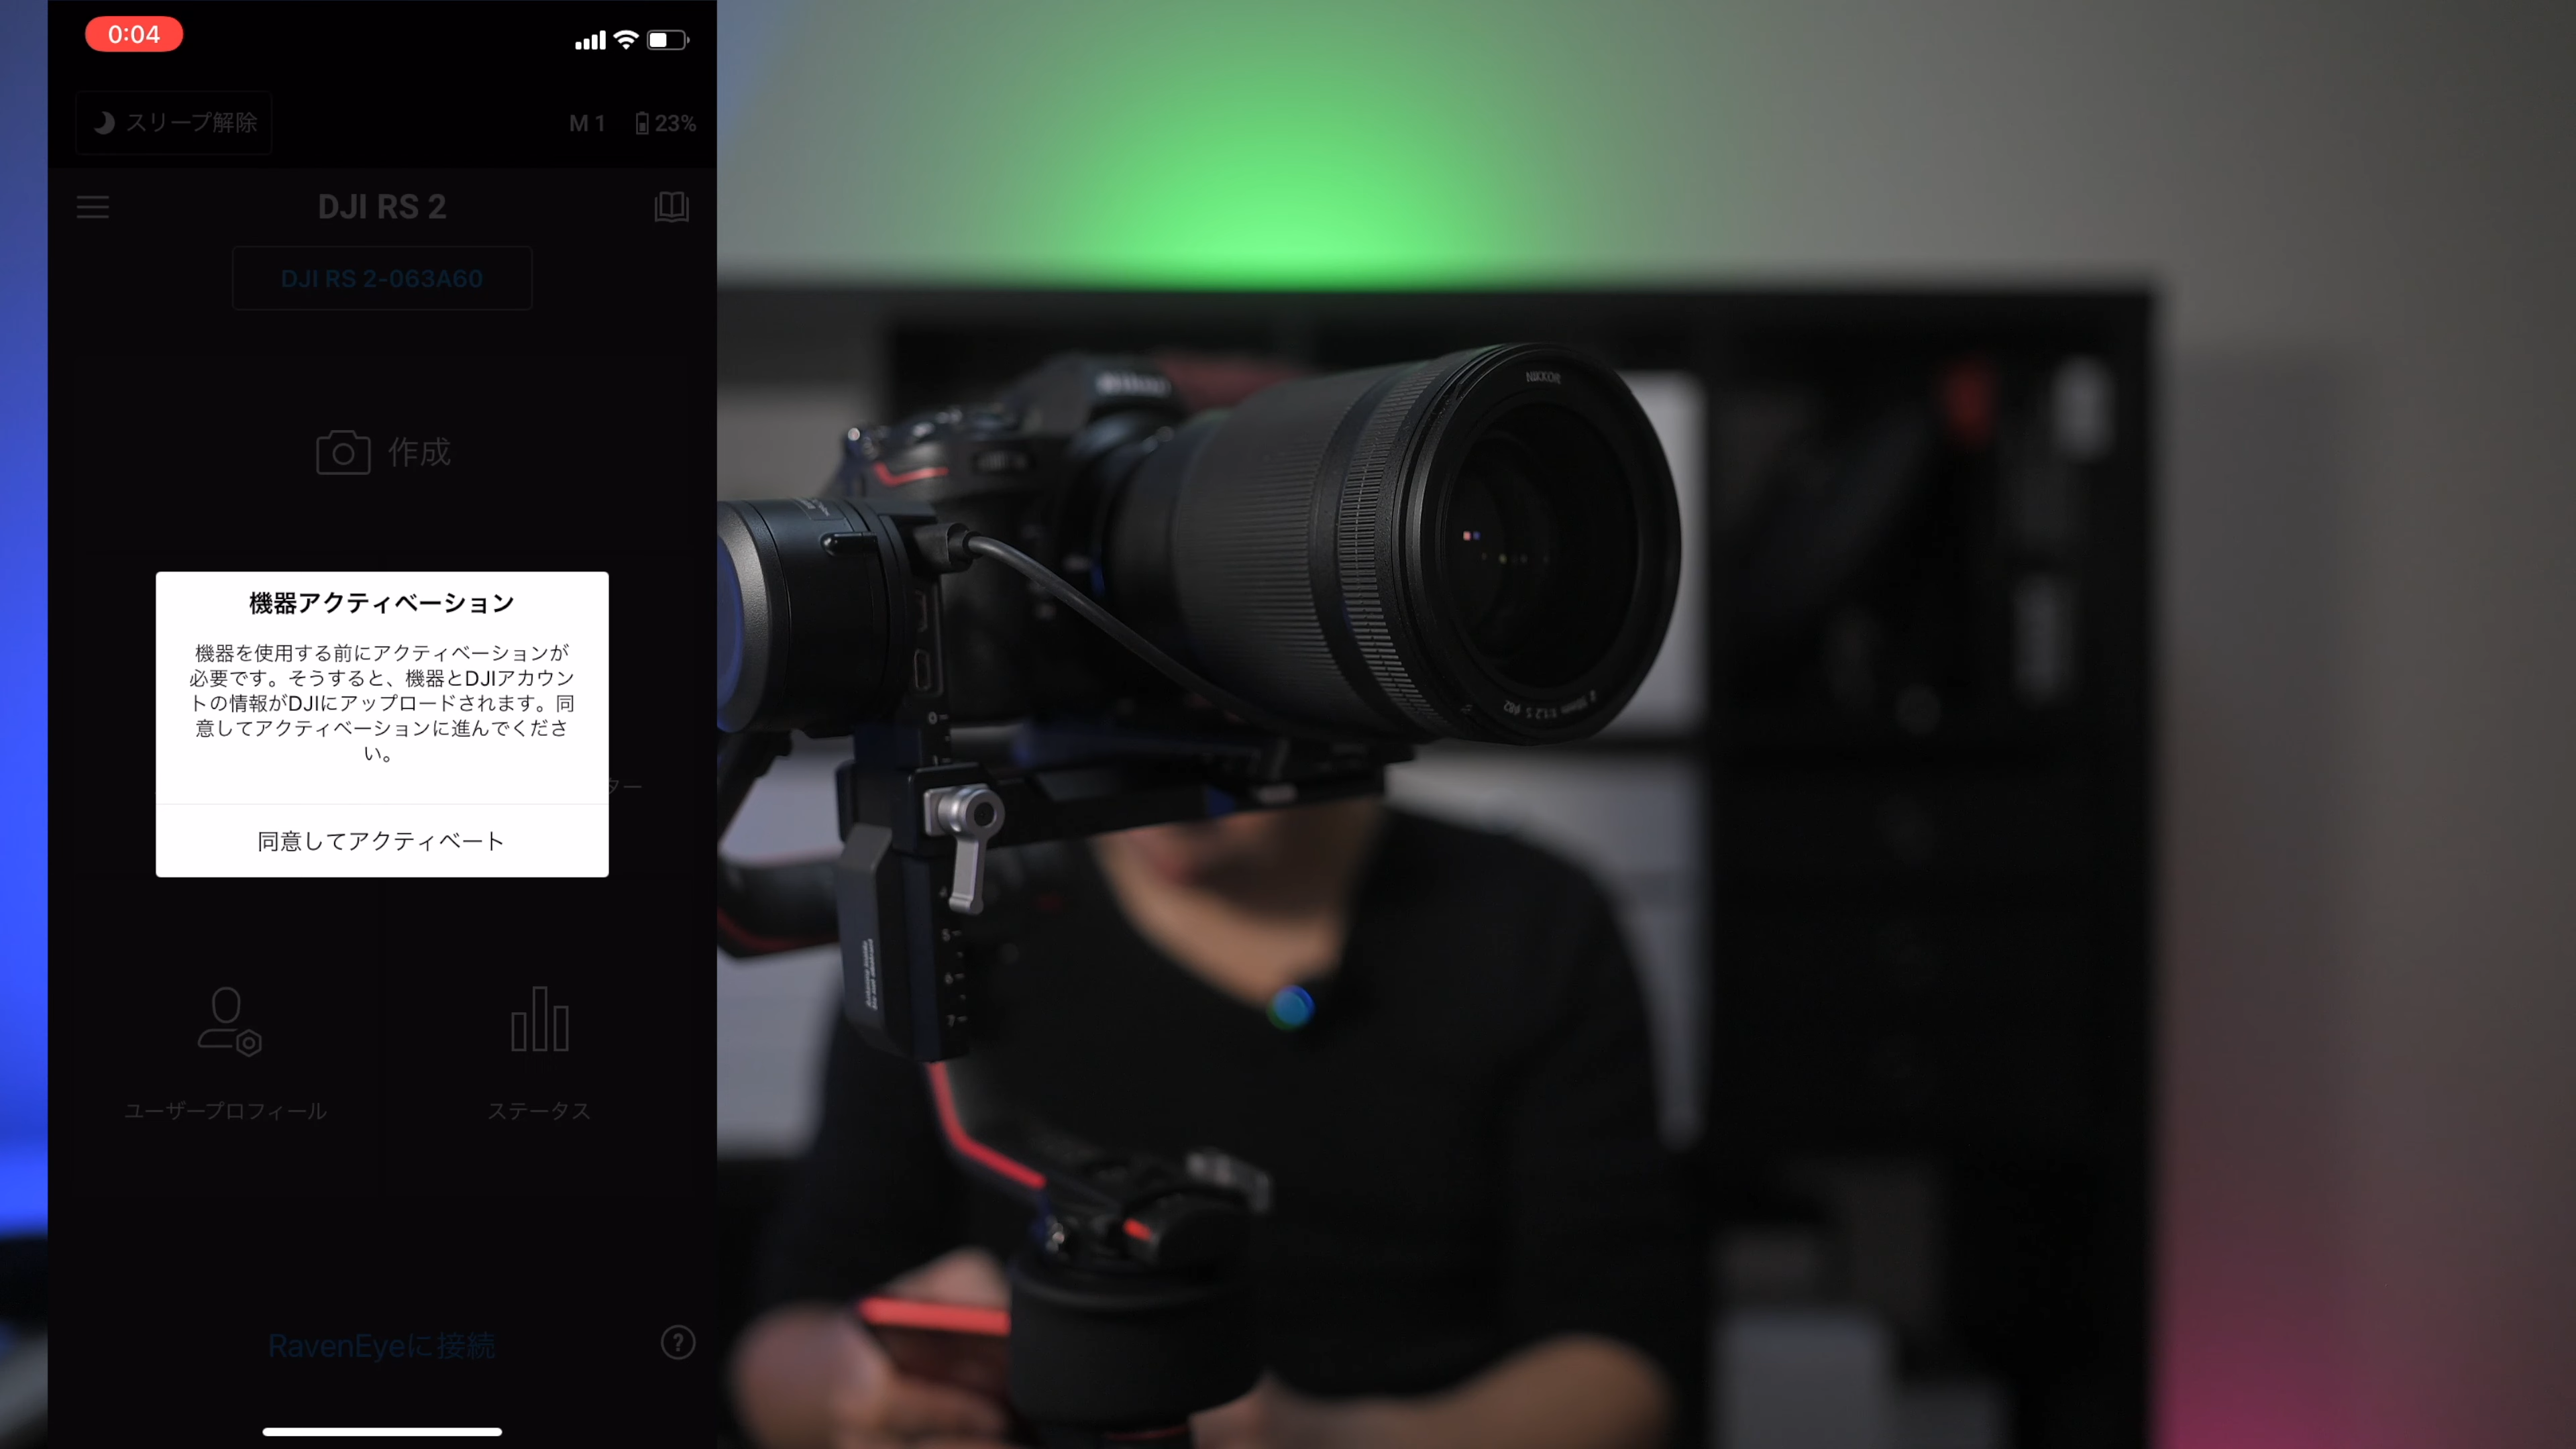 0:04
スリープ解除
M 1 23%
DJI RS 2
DJI RS 2-063A60
作成
機器アクティベーション
機器を使用する前にアクティベーションが
必要です。そうすると、機器とDJIアカウン
トの情報がDJIにアップロードされます。同
意してアクティベーションに進んでくださ
い。
ター
同意してアクティベート
ユーザープロフィール
ステータス
RavenEyeに接続
?
Nikon